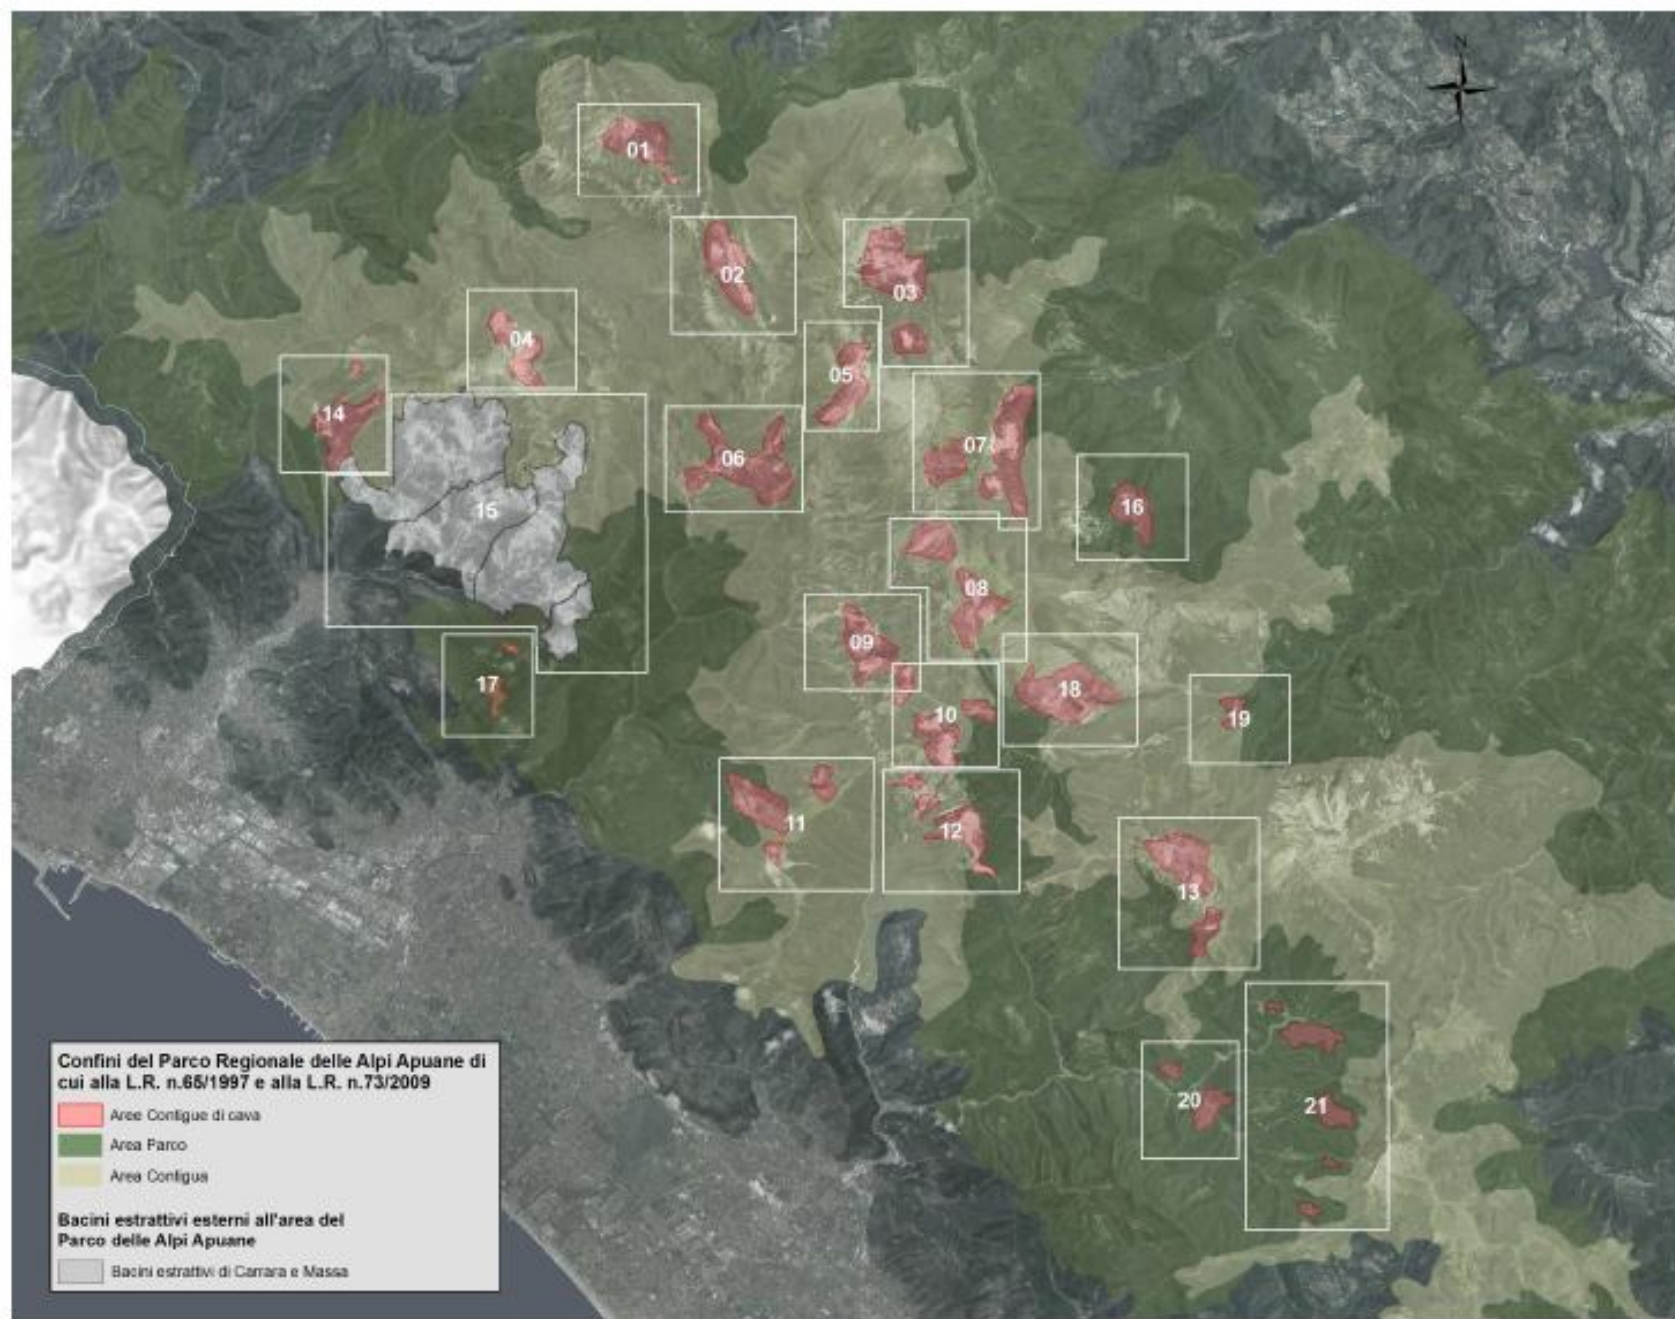 N
01
02
03
04
05
14
07
06
16
15
08
09
17
18
10
19
11
12
13
20
21
Confini del Parco Regionale delle Alpi Apuane di
cui alla L.R. n.65/1997 e alla L.R. n.73/2009
Aree Contigue di cava
Area Parco
Area Contigua
Bacini estrattivi esterni all'area del
Parco delle Alpi Apuane
Bacini estrattivi di Carrara e Massa